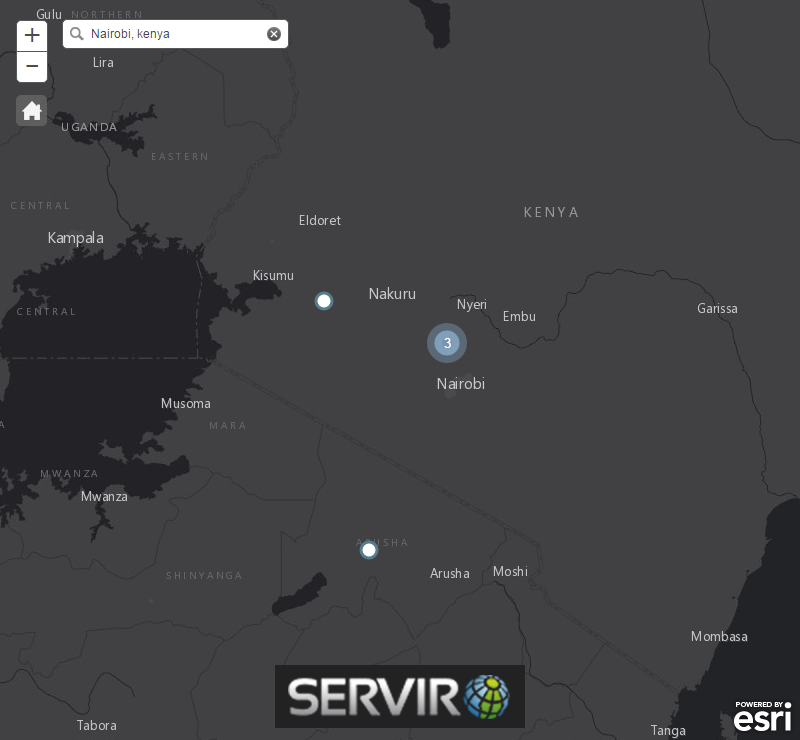 Gulu NORTHERN
+
Nairobi, kenya
−
Lira
UGANDA
EASTERN
CENTRAL
KENYA
Eldoret
Kampala
Kisumu
Nakuru
Nyeri
CENTRAL
Embu
Garissa
3
Nairobi
Musoma
A
MARA
MWANZA
Mwanza
ARUSHA
Arusha
Moshi
SHINYANGA
Mombasa
SERVIR
POWERED BY
esri
Tabora
Tanga